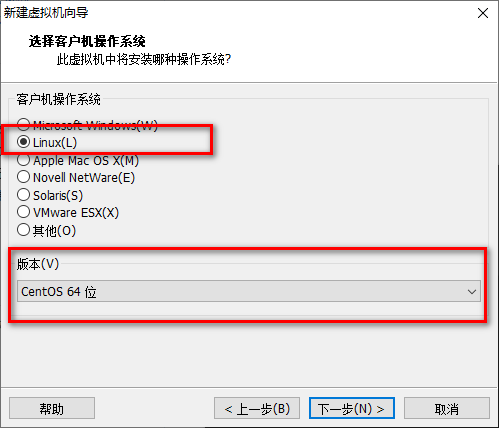 新建虚拟机向导
选择客户机操作系统
此虚拟机中将安装哪种操作系统?
客户机操作系统
Microsoft Windows(W)
Linux(L)
Apple Mac OS X(M)
Novell NetWare(E)
Solaris(S)
VMware ESX(X)
其他(O)
版本(V)
CentOS 64 位
帮助
< 上一步(B)
下一步(N) >
取消